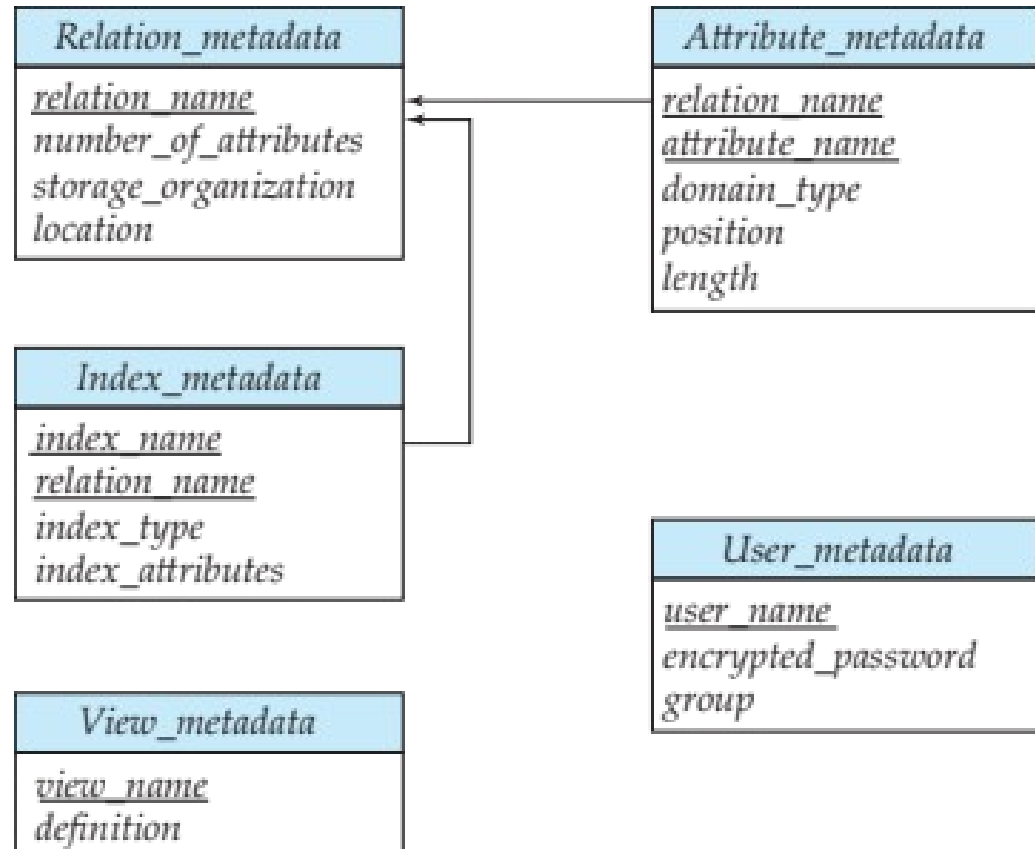 Relation_metadata
relation_name
number_of_attributes
storage_organization
location
Attribute_metadata
relation_name
attribute_name
domain_type
position
length
Index_metadata
index_name
relation_name
index_type
index_attributes
User_metadata
user_name
encrypted_password
group
View_metadata
view_name
definition